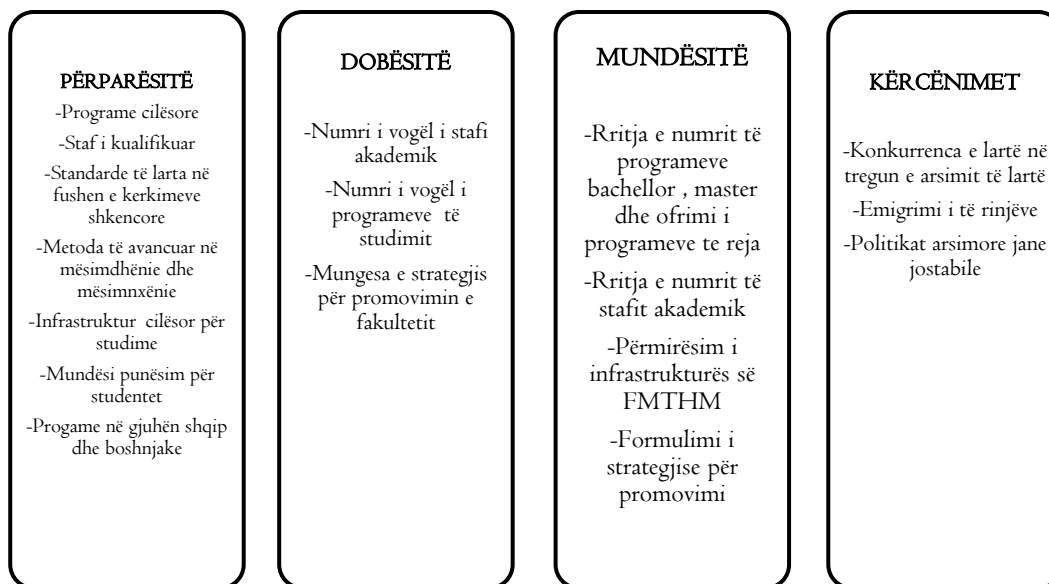 PËRPARËSITË
-Programe cilësore
-Staf i kualifikuar
-Standarde të larta në
fushen e kerkimeve
shkencore
-Metoda të avancuar në
mësimdhënie dhe
mësimnxënie
-Infrastruktur cilësor për
studime
-Mundësi punësim për
studentet
-Progame në gjuhën shqip
dhe boshnjake
DOBËSITË
-Numri i vogël i stafi
akademik
-Numri i vogël i
programeve të
studimit
-Mungesa e strategjis
për promovimin e
fakultetit
MUNDËSITË
-Rritja e numrit të
programeve
bachellor , master
dhe ofrimi i
programeve te reja
-Rritja e numrit të
stafit akademik
-Përmirësim i
infrastrukturës së
FMTHM
-Formulimi i
strategjise për
promovimi
KËRCËNIMET
-Konkurrenca e lartë në
tregun e arsimit të lartë
-Emigrimi i të rinjëve
-Politikat arsimore jane
jostabile